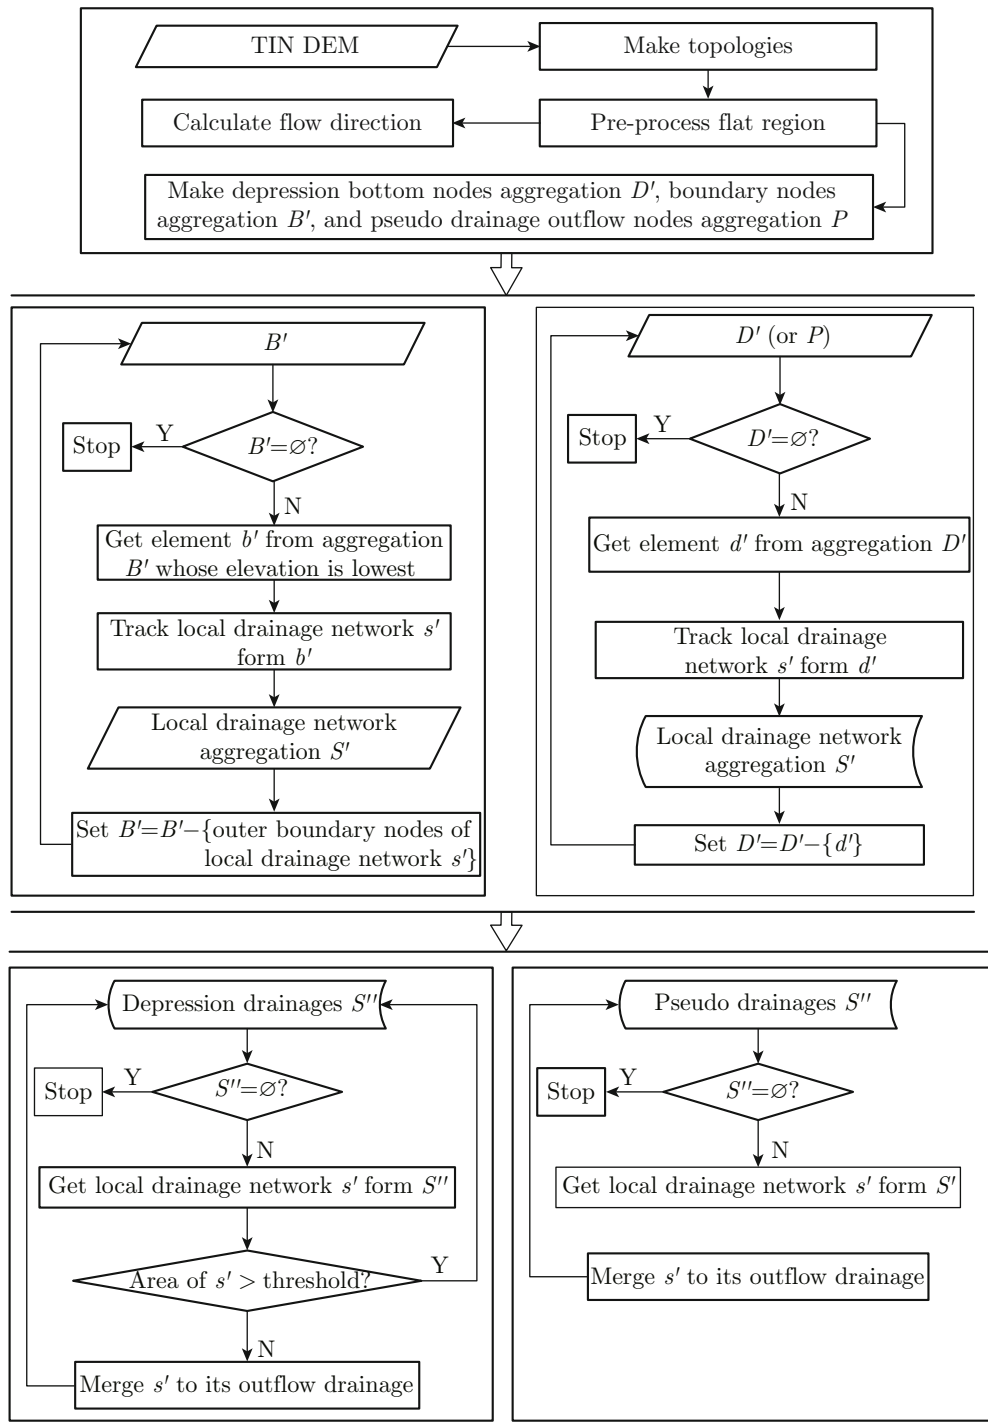 TIN DEM
Make topologies
Calculate flow direction
Pre-process flat region
Make depression bottom nodes aggregation D′, boundary nodes
aggregation B′, and pseudo drainage outflow nodes aggregation P
B′
B′=∅?
Y
Stop
N
Get element b′ from aggregation
B′ whose elevation is lowest
Track local drainage network s′
form b′
Local drainage network
aggregation S′
Set B′=B′−{outer boundary nodes of
local drainage network s′}
D′ (or P)
D′=∅?
Y
Stop
N
Get element d′ from aggregation D′
Track local drainage
network s′ form d′
Local drainage network
aggregation S′
Set D′=D′−{d′}
Depression drainages S′′
S′′=∅?
Y
Stop
N
Get local drainage network s′ form S′′
Area of s′ > threshold?
Y
N
Merge s′ to its outflow drainage
Pseudo drainages S′′
S′′=∅?
Y
Stop
N
Get local drainage network s′ form S′
Merge s′ to its outflow drainage